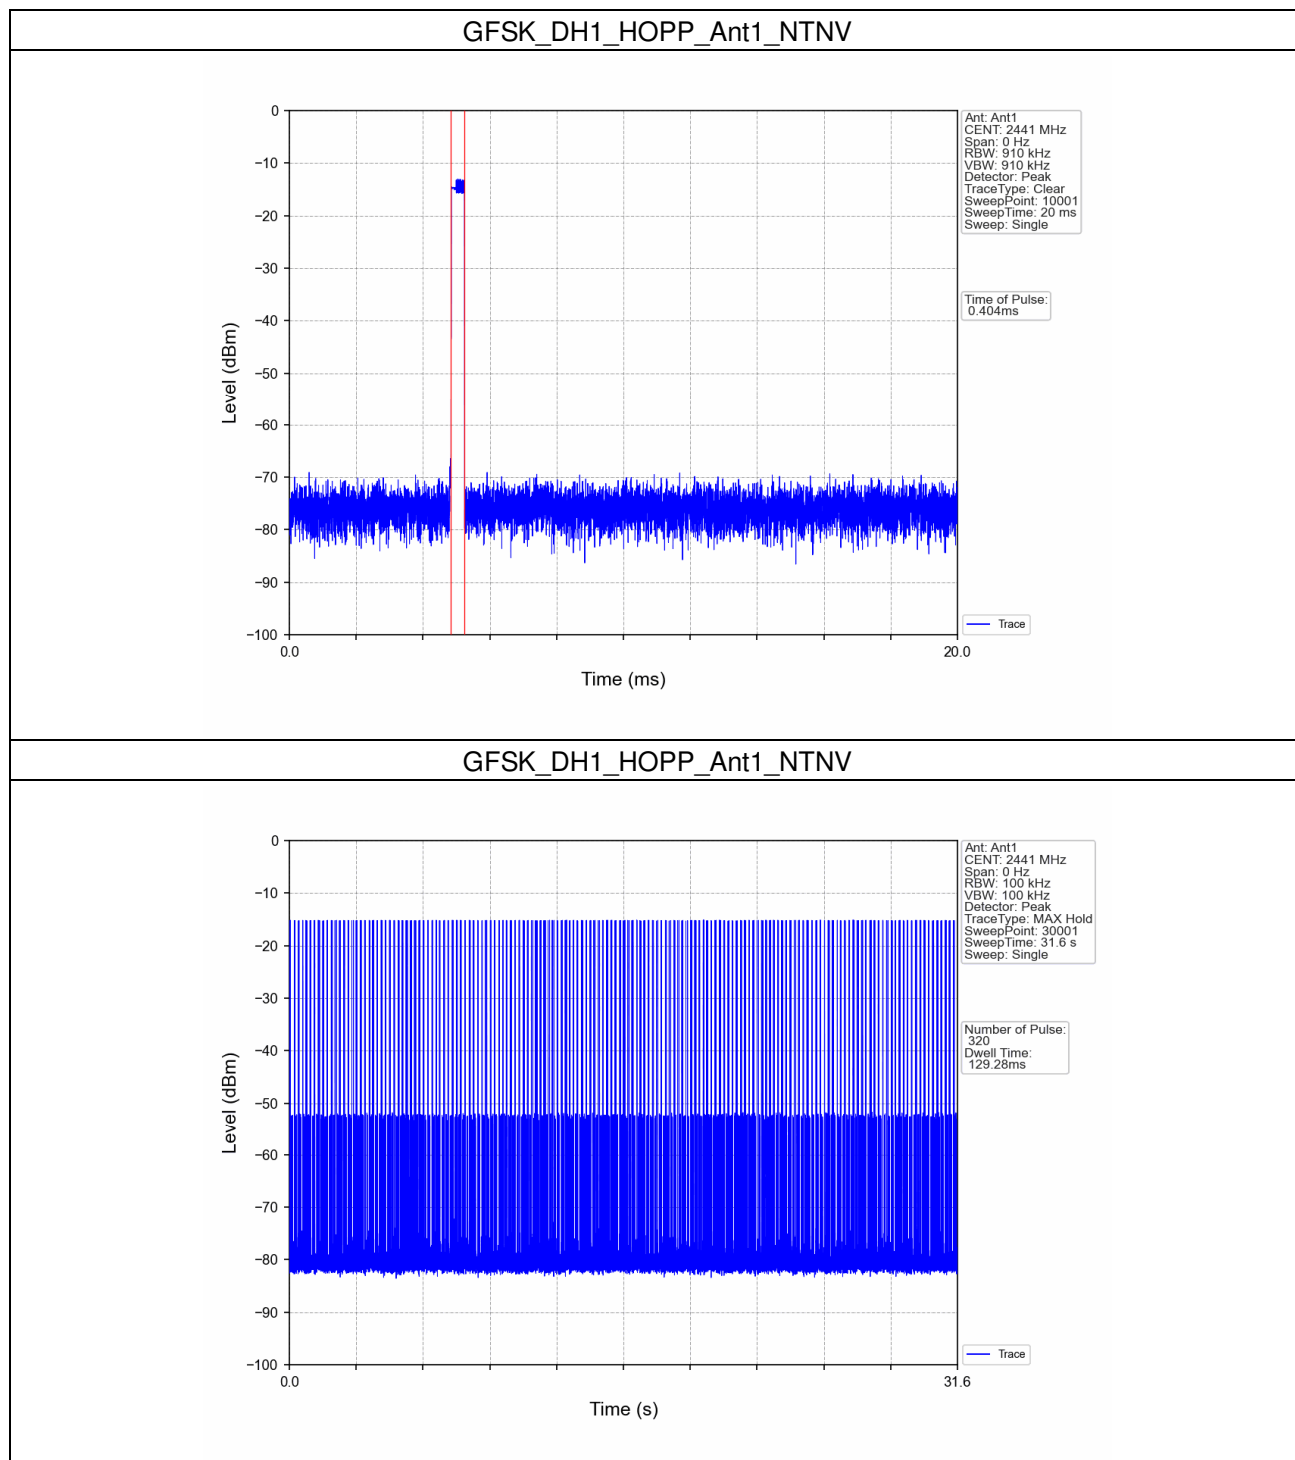 GFSK_DH1_HOPP_Ant1_NTNV
0
−10
−20
−30
−40
−50
−60
−70
−80
−90
−100
Level (dBm)
0.0
20.0
Time (ms)
Ant: Ant1
CENT: 2441 MHz
Span: 0 Hz
RBW: 910 kHz
VBW: 910 kHz
Detector: Peak
TraceType: Clear
SweepPoint: 10001
SweepTime: 20 ms
Sweep: Single
Time of Pulse:
0.404ms
Trace
GFSK_DH1_HOPP_Ant1_NTNV
0
−10
−20
−30
−40
−50
−60
−70
−80
−90
−100
Level (dBm)
0.0
31.6
Time (s)
Ant: Ant1
CENT: 2441 MHz
Span: 0 Hz
RBW: 100 kHz
VBW: 100 kHz
Detector: Peak
TraceType: MAX Hold
SweepPoint: 30001
SweepTime: 31.6 s
Sweep: Single
Number of Pulse:
320
Dwell Time:
129.28ms
Trace